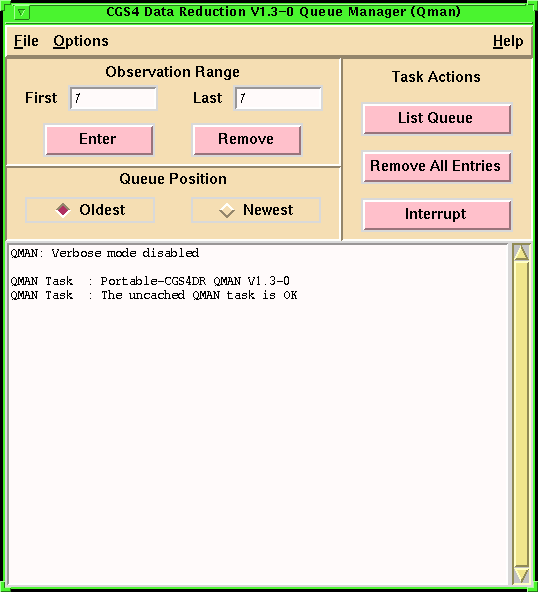 CGS4 Data Reduction V1.3-0 Queue Manager (Qman)
File Options Help
Observation Range
First 1 Last 1
Enter Remove
Queue Position
Oldest Newest
Task Actions
List Queue
Remove All Entries
Interrupt
QMAN: Verbose mode disabled
QMAN Task : Portable-CGS4DR QMAN V1.3-0
QMAN Task : The uncached QMAN task is OK